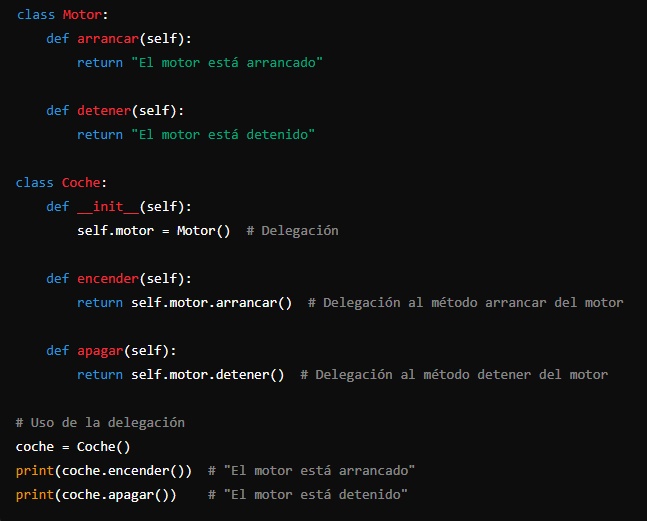 class Motor:
    def arrancar(self):
        return "El motor está arrancado"

    def detener(self):
        return "El motor está detenido"

class Coche:
    def __init__(self):
        self.motor = Motor()  # Delegación

    def encender(self):
        return self.motor.arrancar()  # Delegación al método arrancar del motor

    def apagar(self):
        return self.motor.detener()  # Delegación al método detener del motor

# Uso de la delegación
coche = Coche()
print(coche.encender())  # "El motor está arrancado"
print(coche.apagar())    # "El motor está detenido"